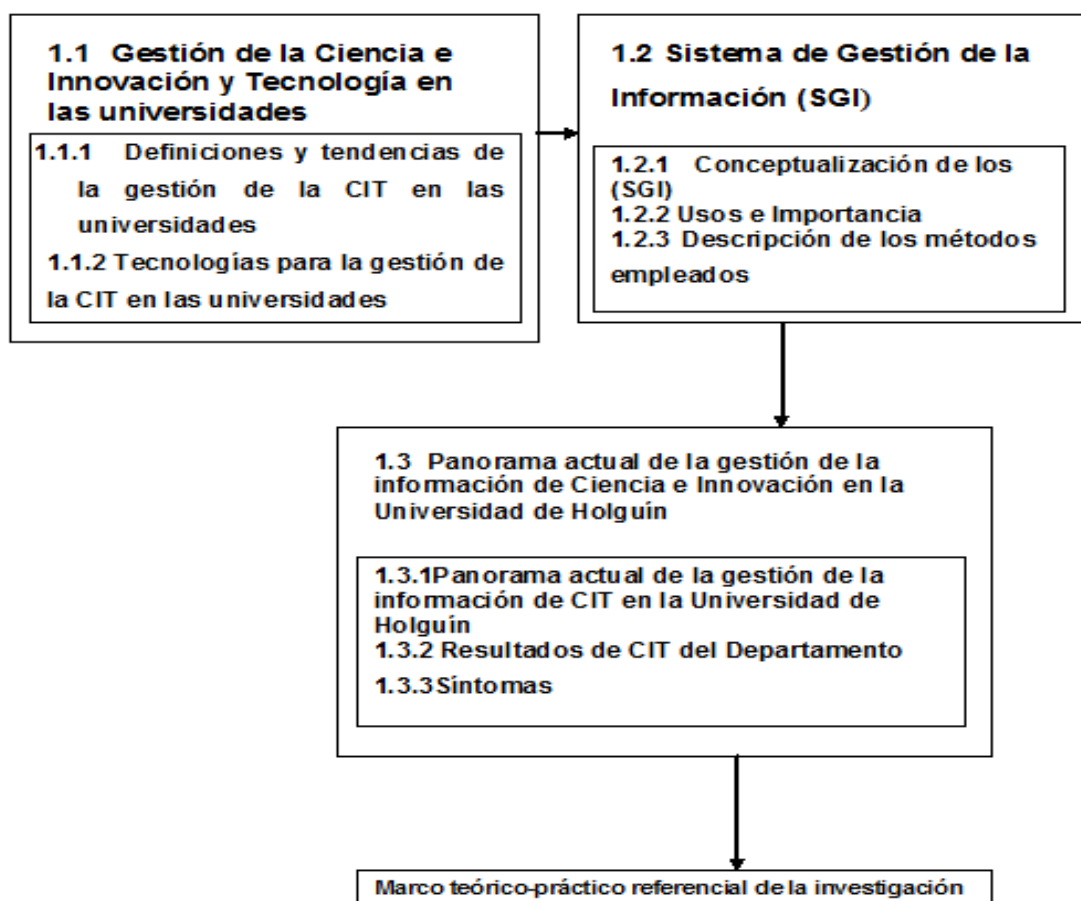 1.1 Gestión de la Ciencia e
Innovación y Tecnología en
las universidades
1.1.1 Definiciones y tendencias de
la gestión de la CIT en las
universidades
1.1.2 Tecnologías para la gestión de
la CIT en las universidades
1.2 Sistema de Gestión de la
Información (SGI)
1.2.1 Conceptualización de los
(SGI)
1.2.2 Usos e Importancia
1.2.3 Descripción de los métodos
empleados
1.3 Panorama actual de la gestión de la
información de Ciencia e Innovación en la
Universidad de Holguín
1.3.1Panorama actual de la gestión de la
información de CIT en la Universidad de
Holguín
1.3.2 Resultados de CIT del Departamento
1.3.3Síntomas
Marco teórico-práctico referencial de la investigación